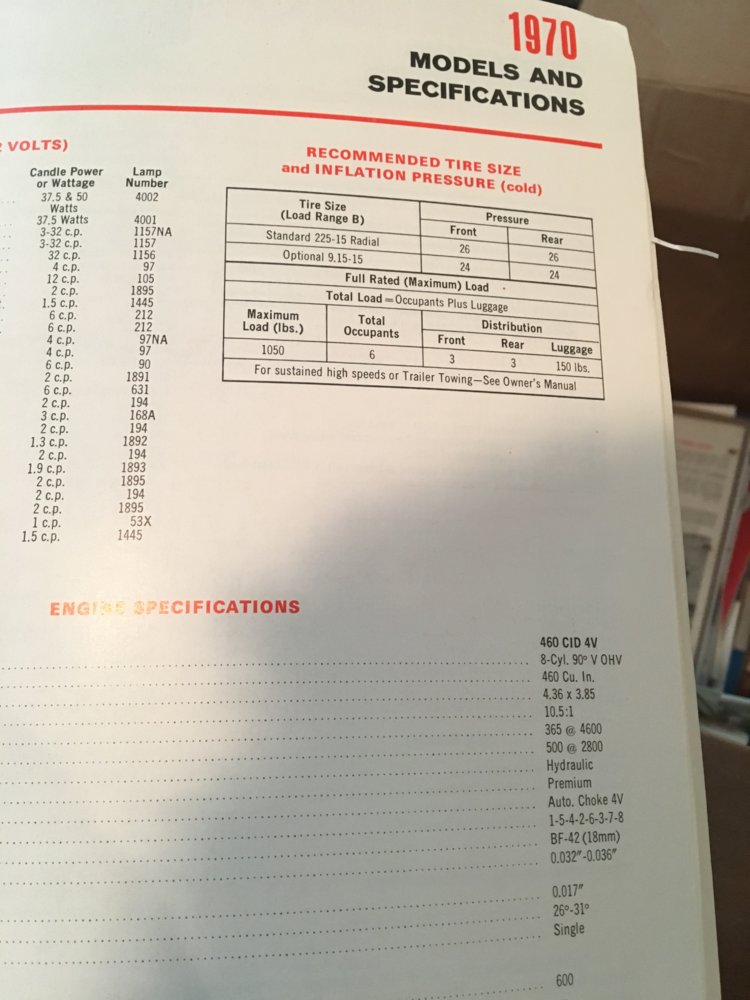 1970
MODELS AND
SPECIFICATIONS
VOLTS)
Candle Power Lamp
or Wattage Number
37.5 & 50 4002
Watts
37.5 Watts 4001
3-32 c.p. 1157NA
3-32 c.p. 1157
32 c.p. 1156
4 c.p. 97
12 c.p. 105
2 c.p. 1895
1.5 c.p. 1445
6 c.p. 212
6 c.p. 212
4 c.p. 97NA
4 c.p. 97
6 c.p. 90
2 c.p. 1891
6 c.p. 631
2 c.p. 194
3 c.p. 168A
2 c.p. 194
1.3 c.p. 1892
2 c.p. 194
1.9 c.p. 1893
2 c.p. 1895
2 c.p. 194
2 c.p. 1895
1 c.p. 53X
1.5 c.p. 1445
RECOMMENDED TIRE SIZE
and INFLATION PRESSURE (cold)
Tire Size Pressure
(Load Range B) Front Rear
Standard 225-15 Radial 26 26
Optional 9.15-15 24 24
Full Rated (Maximum) Load
Total Load = Occupants Plus Luggage
Maximum Total Distribution
Load (lbs.) Occupants Front Rear Luggage
1050 6 3 3 150 lbs.
For sustained high speeds or Trailer Towing—See Owner's Manual
ENGINE SPECIFICATIONS
460 CID 4V
8-Cyl. 90° V OHV
460 Cu. In.
4.36 x 3.85
10.5:1
365 @ 4600
500 @ 2800
Hydraulic
Premium
Auto. Choke 4V
1-5-4-2-6-3-7-8
BF-42 (18mm)
0.032"-0.036"
0.017"
26°-31°
Single
600